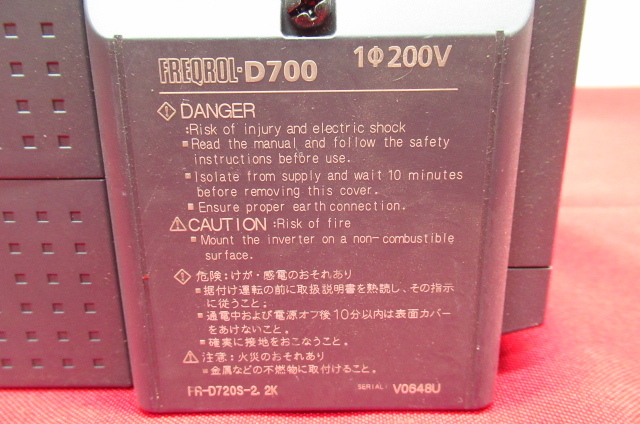 FREQROL-D700 1Φ200V
DANGER
:Risk of injury and electric shock
■Read the manual and follow the safety
instructions before use.
■Isolate from supply and wait 10 minutes
before removing this cover.
■Ensure proper earth connection.
⚠CAUTION :Risk of fire
■Mount the inverter on a non-combustible
surface.
危険:けが・感電のおそれあり
■据付け運転の前に取扱説明書を熟読し、その指示
に従うこと。
■通電中および電源オフ後10分以内は表面カバー
をあけないこと。
■確実に接地をおこなうこと。
⚠注意:火災のおそれあり
■金属などの不燃物に取付けること。
FR-D720S-2.2K SERIAL: V0648U